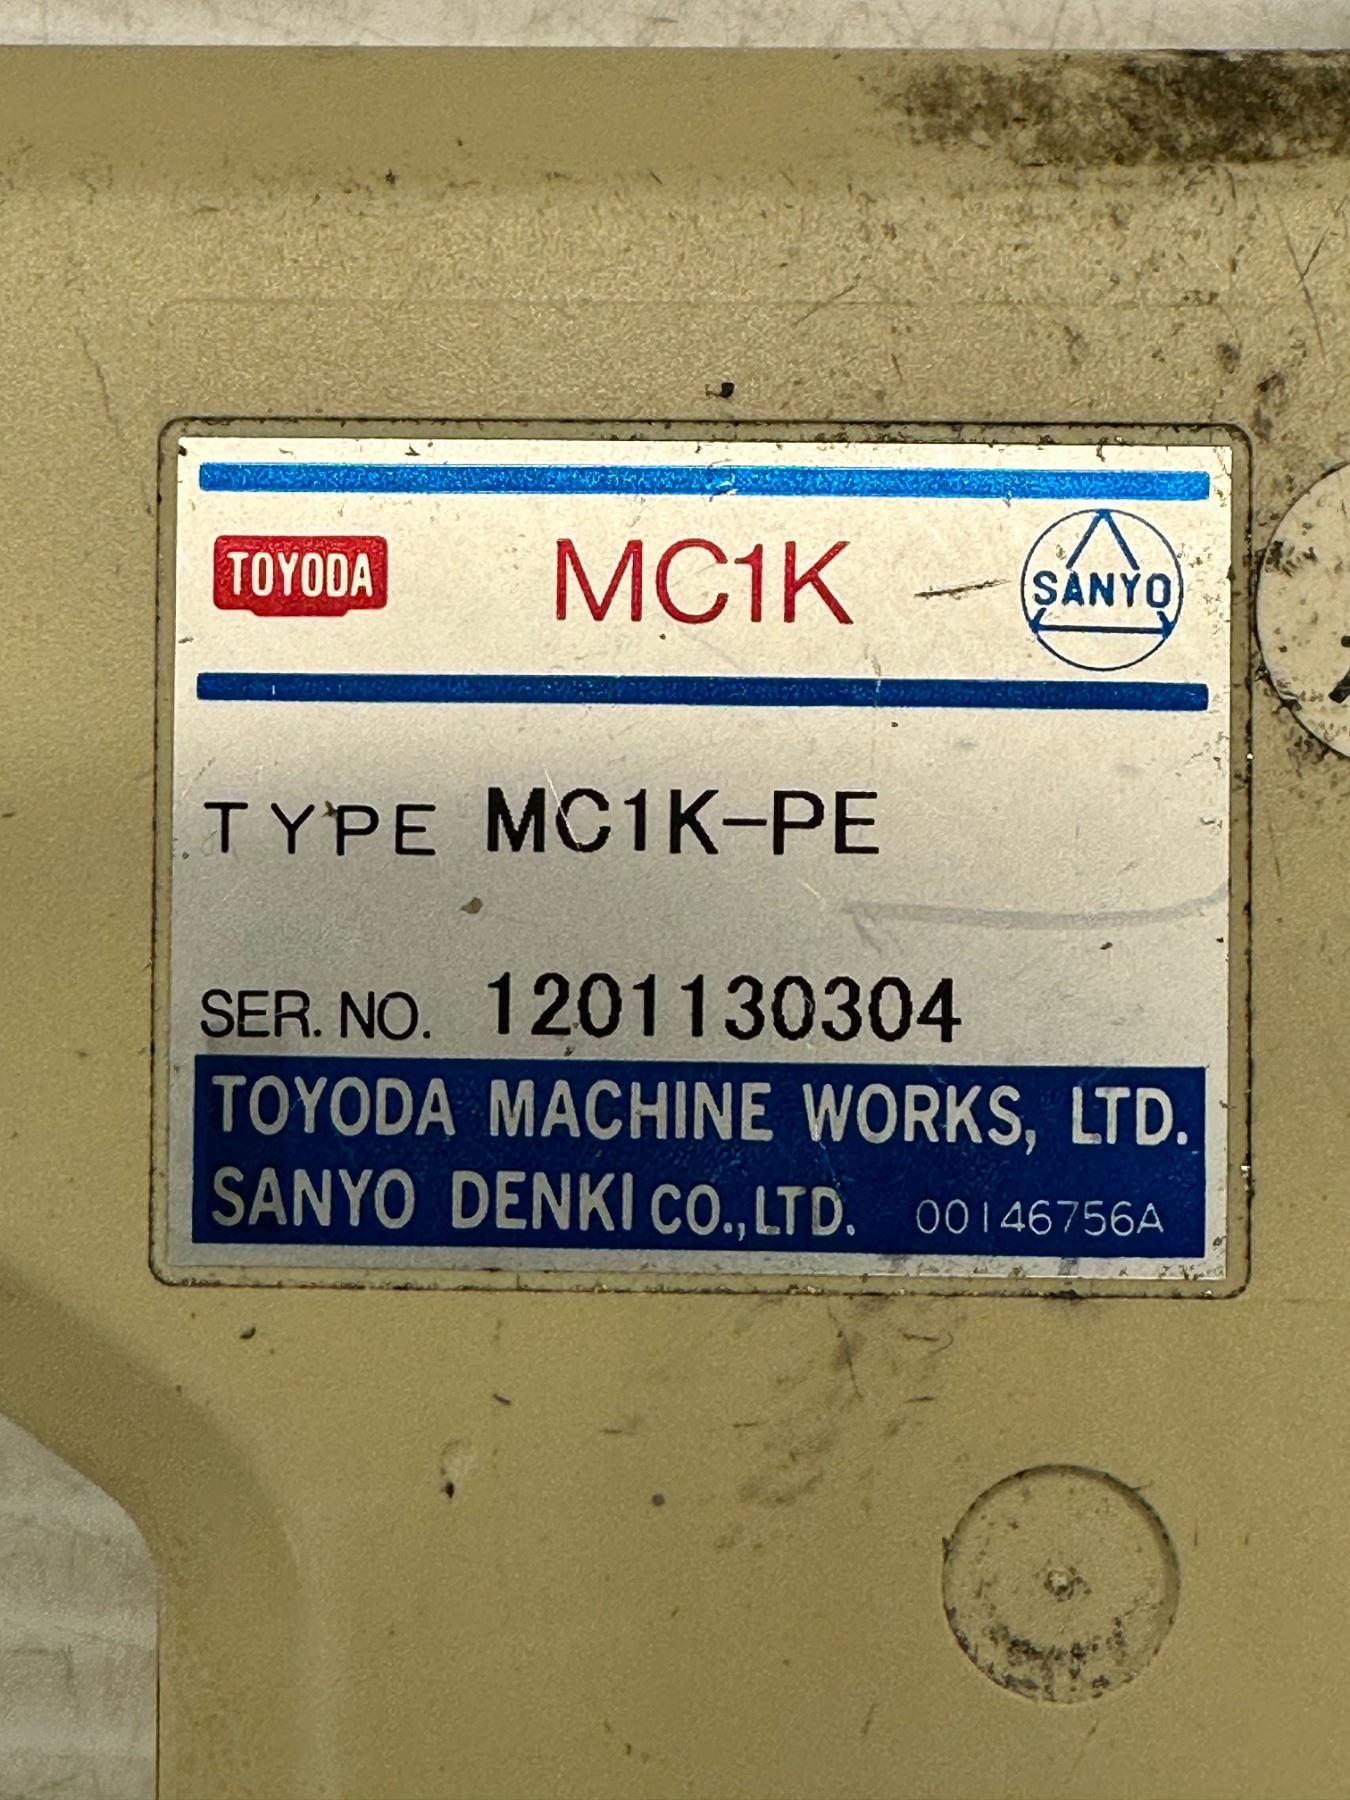 TOYODA MC1K SANYO
TYPE MC1K-PE
SER. NO. 1201130304
TOYODA MACHINE WORKS, LTD.
SANYO DENKI CO., LTD. 00146756A